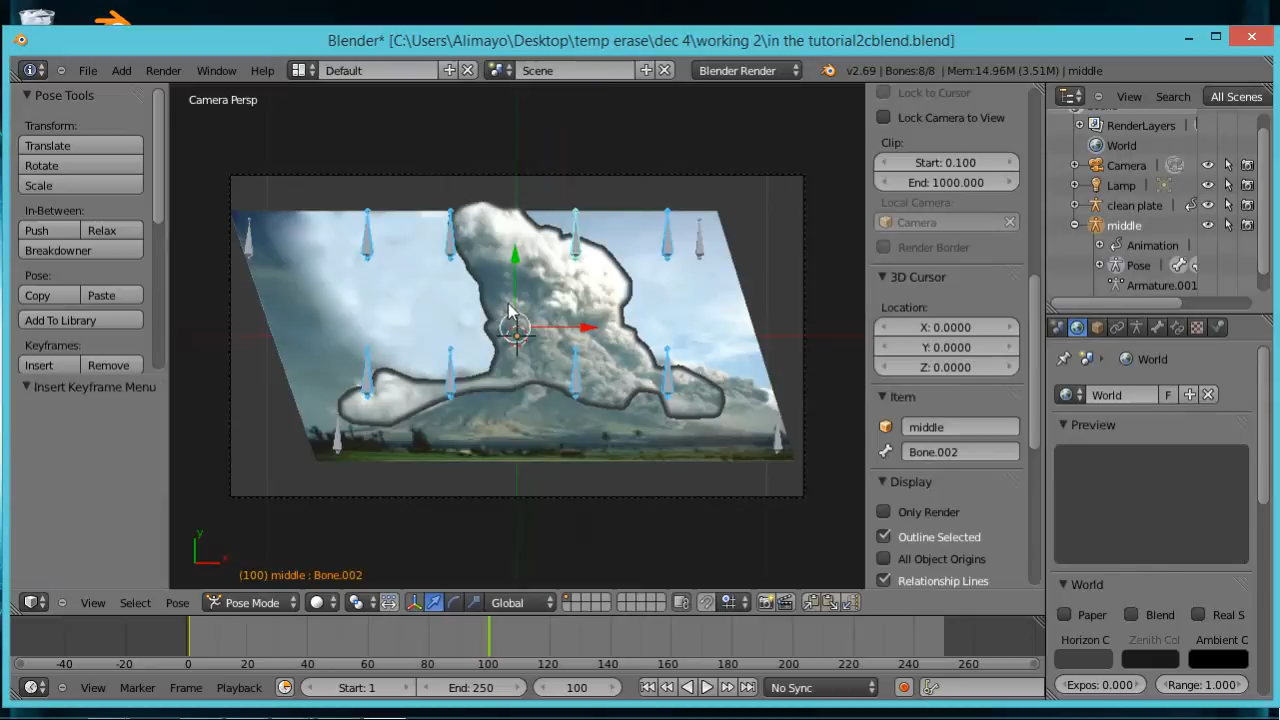 Blender* [C:\Users\Alimayo\Desktop\temp erase\dec 4\working 2\in the tutorial2cblend.blend]
File Add Render Window Help Default Scene Blender Render v2.69 | Bones:8/8 | Mem:14.96M (3.51M) | middle
Pose Tools
Transform:
Translate
Rotate
Scale
In-Between:
Push Relax
Breakdowner
Pose:
Copy Paste
Add To Library
Keyframes:
Insert Remove
Insert Keyframe Menu
Camera Persp
y
x
(100) middle : Bone.002
Lock to Cursor
Lock Camera to View
Clip:
Start: 0.100
End: 1000.000
Local Camera:
Camera
Render Border
3D Cursor
Location:
X: 0.0000
Y: 0.0000
Z: 0.0000
Item
middle
Bone.002
Display
Only Render
Outline Selected
All Object Origins
Relationship Lines
View Search All Scenes
RenderLayers
World
Camera
Lamp
clean plate
middle
Animation
Pose
Armature.001
World
World F
Preview
World
Paper Blend Real S
Horizon C Zenith Col Ambient C
Expos: 0.000 Range: 1.000
View Select Pose Pose Mode Global
-40 -20 0 20 40 60 80 100 120 140 160 180 200 220 240 260
View Marker Frame Playback Start: 1 End: 250 100 No Sync